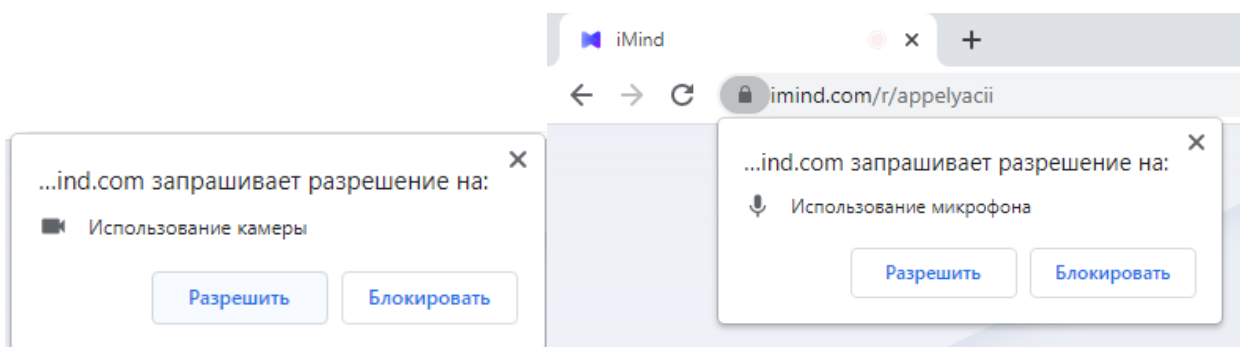 ...ind.com запрашивает разрешение на:
Использование камеры
Разрешить Блокировать
iMind
imind.com/r/appelyacii
...ind.com запрашивает разрешение на:
Использование микрофона
Разрешить Блокировать